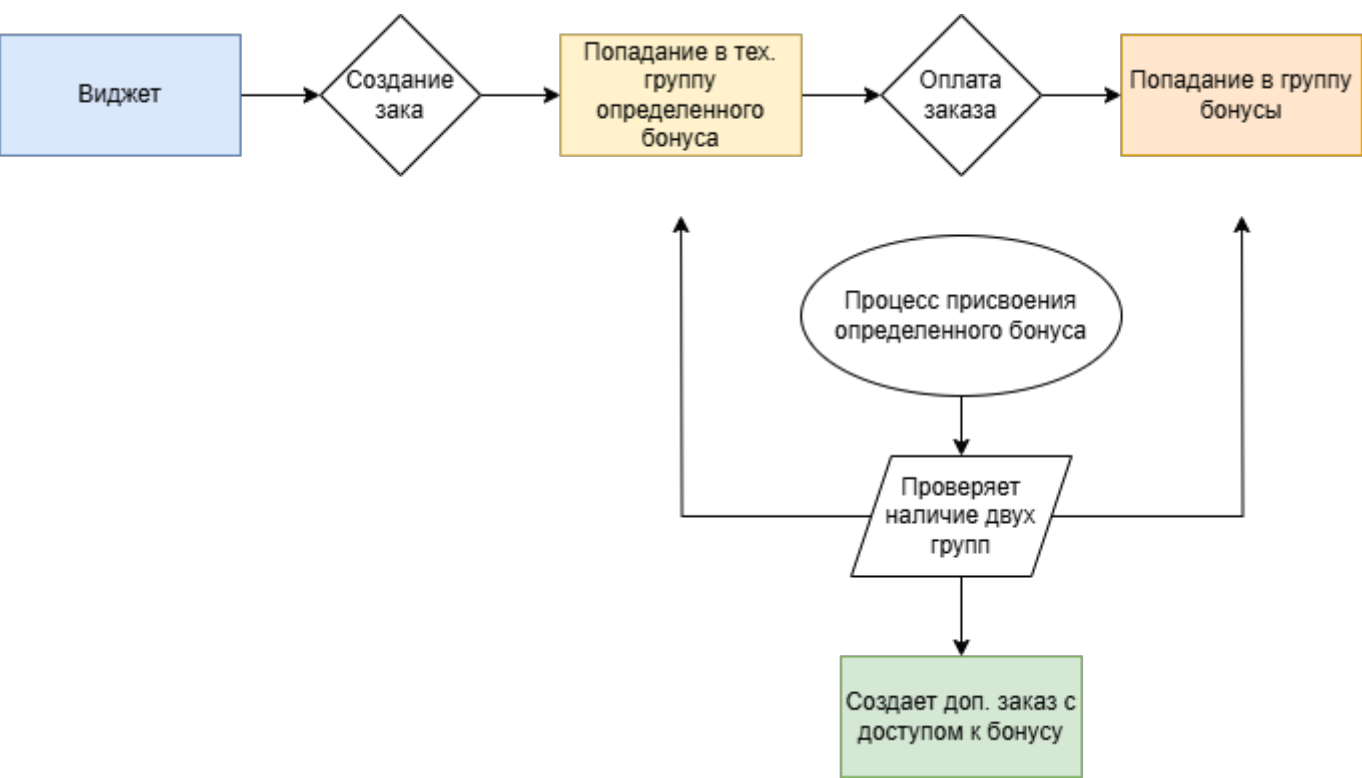 Виджет
Создание
зака
Попадание в тех.
группу
определенного
бонуса
Оплата
заказа
Попадание в группу
бонусы
Процесс присвоения
определенного бонуса
Проверяет
наличие двух
групп
Создает доп. заказ с
доступом к бонусу